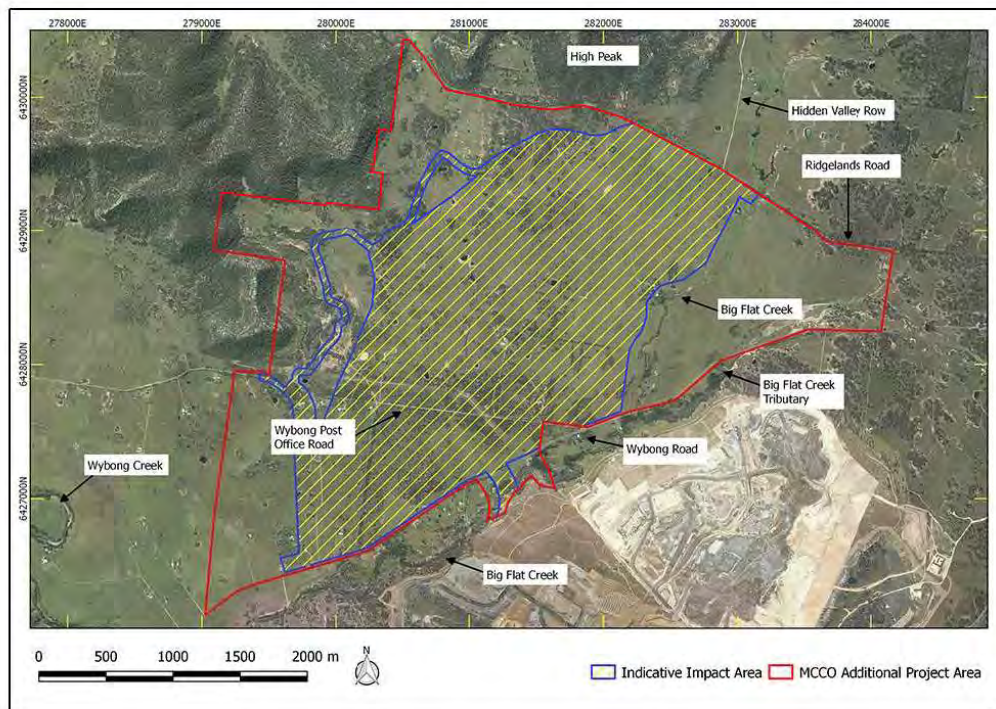 278000E 279000E 280000E 281000E 282000E 283000E 284000E
High Peak
6430000N
Hidden Valley Row
Ridgelands Road
6429000N
Big Flat Creek
6428000N
Big Flat Creek
Tributary
Wybong Post
Office Road
Wybong Road
Wybong Creek
6427000N
Big Flat Creek
0 500 1000 1500 2000 m
N
Indicative Impact Area
MCCO Additional Project Area